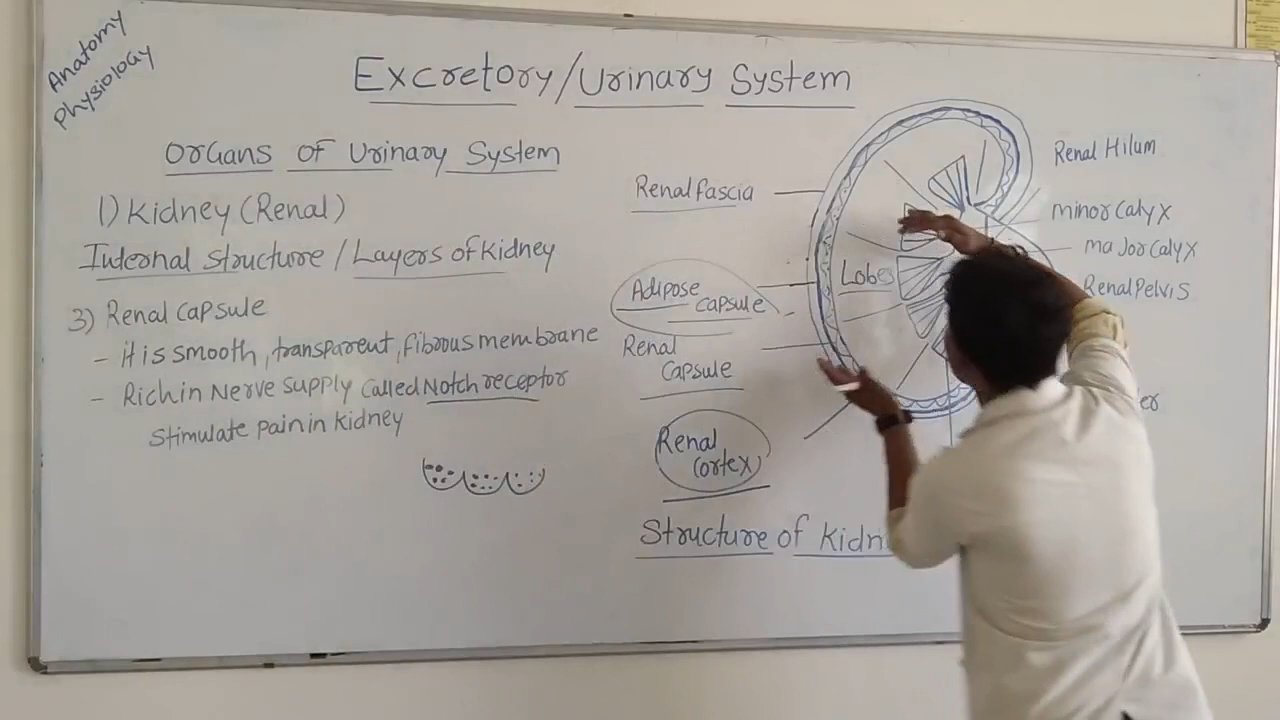 Anatomy
Physiology
Excretory/Urinary System
Organs of Urinary System
1) Kidney (Renal)
Internal Structure / Layers of Kidney
3) Renal Capsule
- it is smooth, transparent, fibrous membrane
- Rich in Nerve supply called Notch receptor
Stimulate pain in kidney
Renal fascia
Adipose
capsule
Renal
Capsule
Renal
Cortex
Lobes
Renal Hilum
minor Calyx
major Calyx
Renal Pelvis
Structure of Kidn